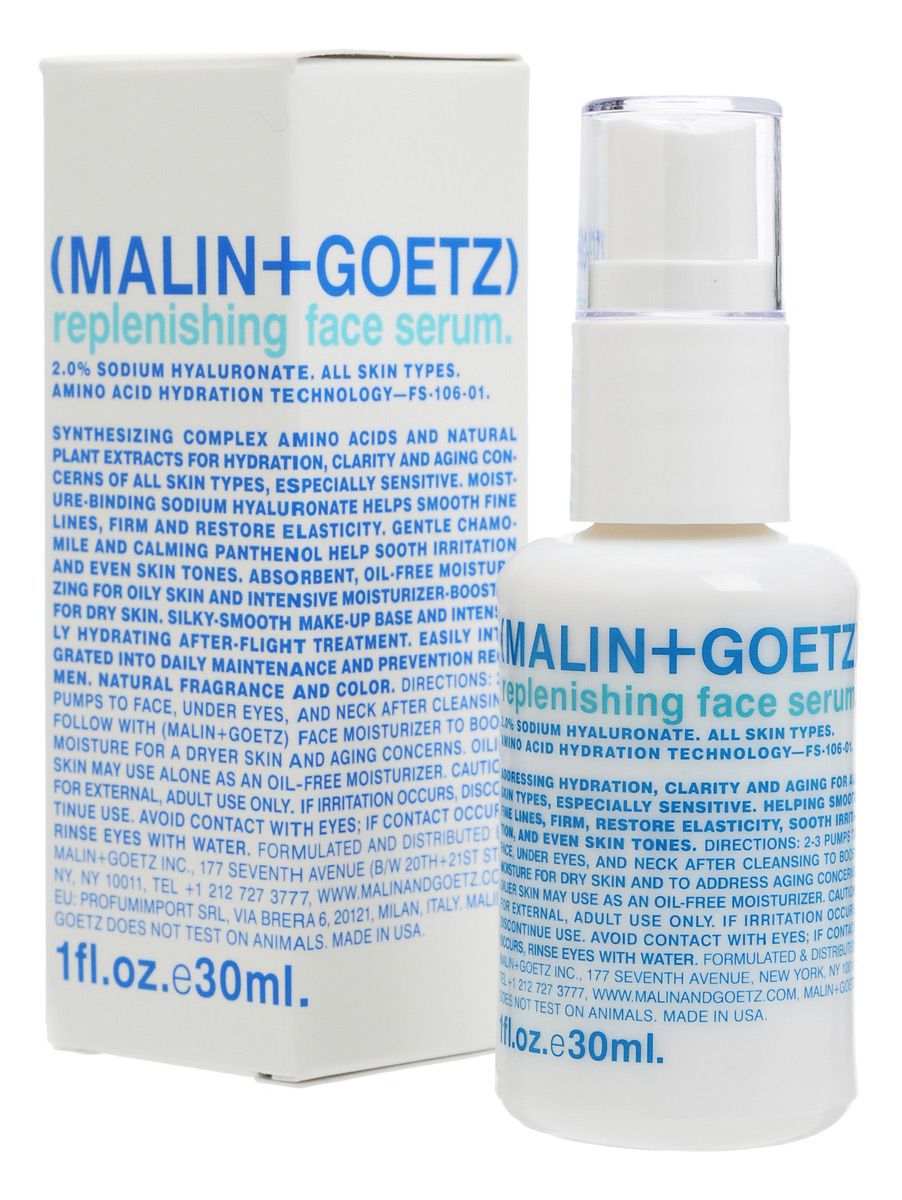 (MALIN+GOETZ)
replenishing face serum.
2.0% SODIUM HYALURONATE. ALL SKIN TYPES.
AMINO ACID HYDRATION TECHNOLOGY—FS·106·01.
SYNTHESIZING COMPLEX AMINO ACIDS AND NATURAL
PLANT EXTRACTS FOR HYDRATION, CLARITY AND AGING CON-
CERNS OF ALL SKIN TYPES, ESPECIALLY SENSITIVE. MOIST-
URE-BINDING SODIUM HYALURONATE HELPS SMOOTH FINE
LINES, FIRM AND RESTORE ELASTICITY. GENTLE CHAMO-
MILE AND CALMING PANTHENOL HELP SOOTH IRRITATION
AND EVEN SKIN TONES. ABSORBENT, OIL-FREE MOISTUR-
ZING FOR OILY SKIN AND INTENSIVE MOISTURIZER-BOOST
FOR DRY SKIN. SILKY-SMOOTH MAKE-UP BASE AND INTENS
LY HYDRATING AFTER-FLIGHT TREATMENT. EASILY INT
GRATED INTO DAILY MAINTENANCE AND PREVENTION RE
MEN. NATURAL FRAGRANCE AND COLOR. DIRECTIONS:
PUMPS TO FACE, UNDER EYES, AND NECK AFTER CLEANSIN
FOLLOW WITH (MALIN+GOETZ) FACE MOISTURIZER TO BOO
MOISTURE FOR A DRYER SKIN AND AGING CONCERNS. OIL
SKIN MAY USE ALONE AS AN OIL-FREE MOISTURIZER. CAUTIO
FOR EXTERNAL, ADULT USE ONLY. IF IRRITATION OCCURS, DISCO
TINUE USE. AVOID CONTACT WITH EYES; IF CONTACT OCCUR
RINSE EYES WITH WATER. FORMULATED AND DISTRIBUTED
MALIN+GOETZ INC., 177 SEVENTH AVENUE (B/W 20TH+21ST ST
NY, NY 10011, TEL +1 212 727 3777, WWW.MALINANDGOETZ.CO
EU: PROFUMIMPORT SRL, VIA BRERA 6, 20121, MILAN, ITALY. MALI
GOETZ DOES NOT TEST ON ANIMALS. MADE IN USA.
1fl.oz.e30ml.
(MALIN+GOETZ)
replenishing face serum.
2.0% SODIUM HYALURONATE. ALL SKIN TYPES.
AMINO ACID HYDRATION TECHNOLOGY—FS·106·01.
ADDRESSING HYDRATION, CLARITY AND AGING FOR A
SKIN TYPES, ESPECIALLY SENSITIVE. HELPING SMOOT
FINE LINES, FIRM, RESTORE ELASTICITY, SOOTH IRRIT
ION, AND EVEN SKIN TONES. DIRECTIONS: 2-3 PUMPS T
FACE, UNDER EYES, AND NECK AFTER CLEANSING TO BOOS
MOISTURE FOR DRY SKIN AND TO ADDRESS AGING CONCERN
ILIER SKIN MAY USE AS AN OIL-FREE MOISTURIZER. CAUTION
FOR EXTERNAL, ADULT USE ONLY. IF IRRITATION OCCUR
DISCONTINUE USE. AVOID CONTACT WITH EYES; IF CONTACT
OCCURS, RINSE EYES WITH WATER. FORMULATED & DISTRIBUTE
MALIN+GOETZ INC., 177 SEVENTH AVENUE, NEW YORK, NY 1001
TEL +1 212 727 3777, WWW.MALINANDGOETZ.COM, MALIN+GOE
DOES NOT TEST ON ANIMALS. MADE IN USA.
1fl.oz.e30ml.